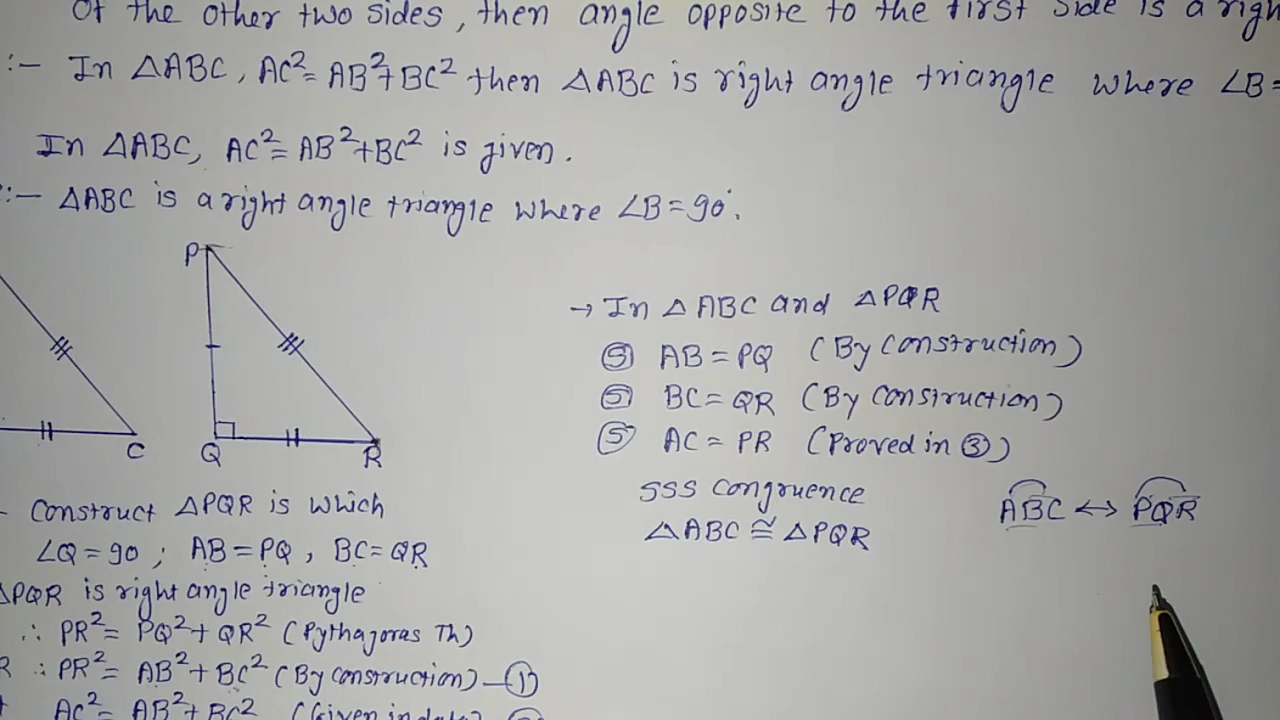 of the other two sides, then angle opposite to the first side is a righ
:- In △ABC, AC²=AB²+BC² then △ABC is right angle triangle where ∠B=
In △ABC, AC²=AB²+BC² is given.
:- △ABC is a right angle triangle where ∠B=90°.
P
C
Q
R
Construct △PQR is which
∠Q=90 ; AB=PQ, BC=QR
△PQR is right angle triangle
∴ PR²= PQ²+QR² (Pythagoras Th)
R ∴ PR²= AB²+BC² (By construction) — ①
AC²= AB²+BC² (Given in data)
→ In △ABC and △PQR
Ⓢ AB=PQ (By construction)
Ⓢ BC=QR (By construction)
Ⓢ AC=PR (Proved in ③)
SSS congruence
△ABC≅△PQR
ABC↔PQR